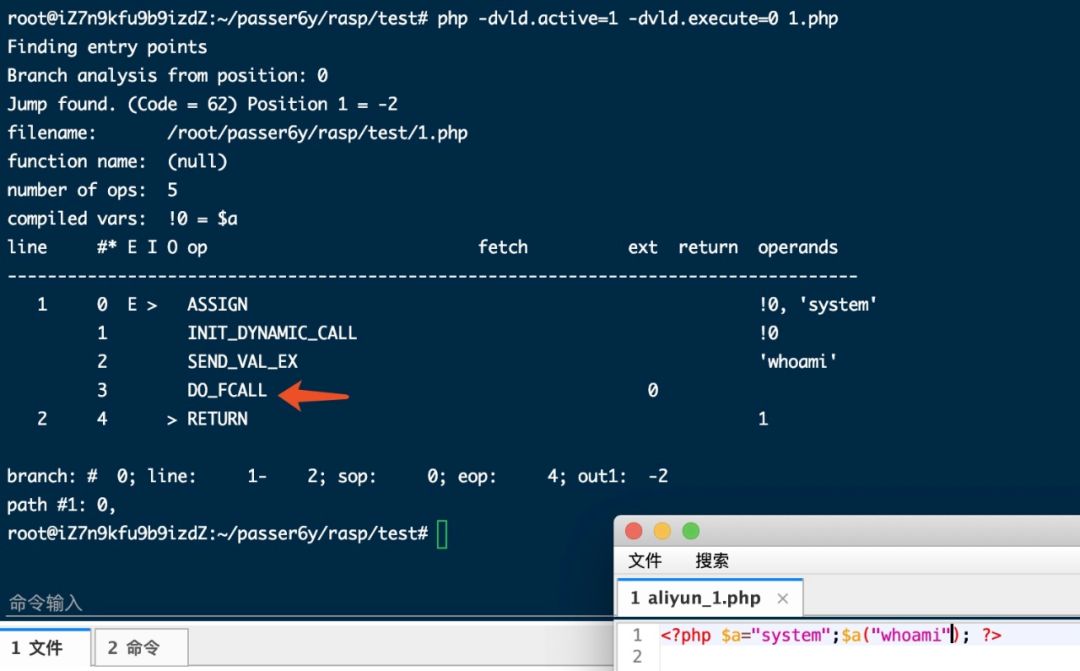 root@iZ7n9kfu9b9izdZ:~/passer6y/rasp/test# php -dvld.active=1 -dvld.execute=0 1.php
Finding entry points
Branch analysis from position: 0
Jump found. (Code = 62) Position 1 = -2
filename:       /root/passer6y/rasp/test/1.php
function name:  (null)
number of ops:  5
compiled vars:  !0 = $a
line     #* E I O op                           fetch          ext  return  operands
-------------------------------------------------------------------------------------
   1     0  E >   ASSIGN                                                   !0, 'system'
         1        INIT_DYNAMIC_CALL                                        !0
         2        SEND_VAL_EX                                              'whoami'
         3        DO_FCALL                                      0
   2     4      > RETURN                                                   1
branch: #  0; line:     1-    2; sop:     0; eop:     4; out1:  -2
path #1: 0,
root@iZ7n9kfu9b9izdZ:~/passer6y/rasp/test#
命令输入
1 文件 2 命令
文件 搜索
1 aliyun_1.php ×
1 <?php $a="system";$a("whoami"); ?>
2